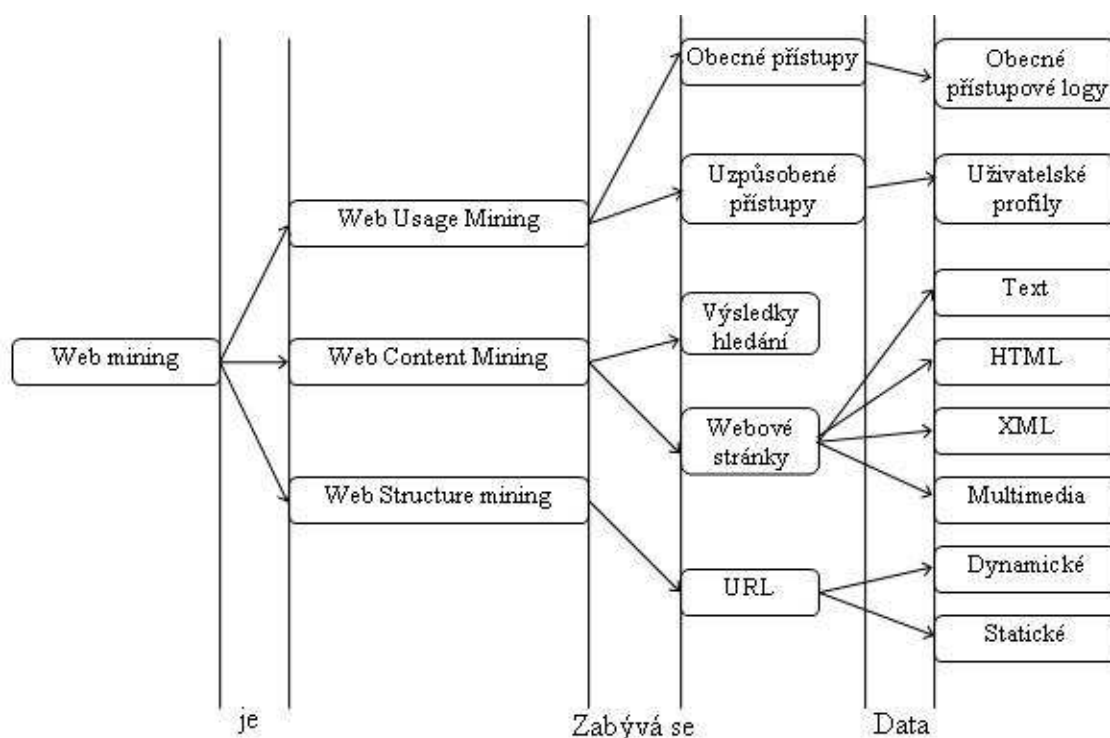 Web mining
Web Usage Mining
Web Content Mining
Web Structure mining
Obecné přístupy
Uzpůsobené
přístupy
Výsledky
hledání
Webové
stránky
URL
Obecné
přístupové logy
Uživatelské
profily
Text
HTML
XML
Multimedia
Dynamické
Statické
je
Zabývá se
Data